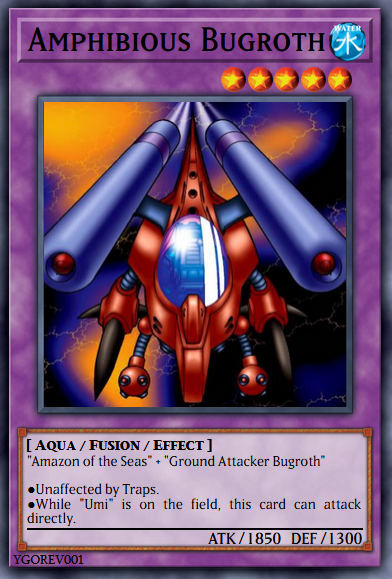 AMPHIBIOUS BUGROTH
WATER
水
[ AQUA / FUSION / EFFECT ]
"Amazon of the Seas" + "Ground Attacker Bugroth"
●Unaffected by Traps.
●While "Umi" is on the field, this card can attack
directly.
ATK / 1850 DEF / 1300
YGOREV001